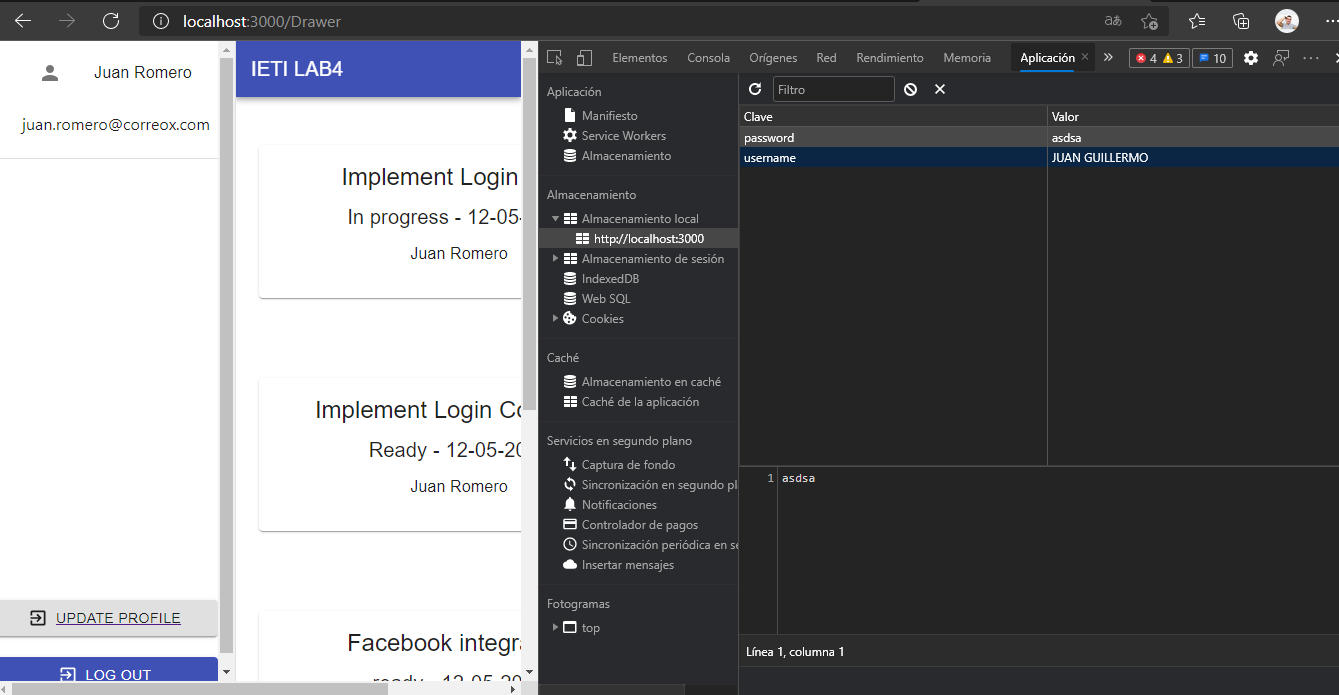 localhost:3000/Drawer
Juan Romero
juan.romero@correox.com
UPDATE PROFILE
LOG OUT
IETI LAB4
Implement Login
In progress - 12-05-
Juan Romero
Implement Login Co
Ready - 12-05-20
Juan Romero
Facebook integra
ready - 12-05-20
Elementos Consola Orígenes Red Rendimiento Memoria Aplicación 4 3 10
Aplicación
Manifiesto
Service Workers
Almacenamiento
Almacenamiento
Almacenamiento local
http://localhost:3000
Almacenamiento de sesión
IndexedDB
Web SQL
Cookies
Caché
Almacenamiento en caché
Caché de la aplicación
Servicios en segundo plano
Captura de fondo
Sincronización en segundo pl
Notificaciones
Controlador de pagos
Sincronización periódica en se
Insertar mensajes
Fotogramas
top
Filtro
Clave Valor
password asdsa
username JUAN GUILLERMO
1 asdsa
Línea 1, columna 1